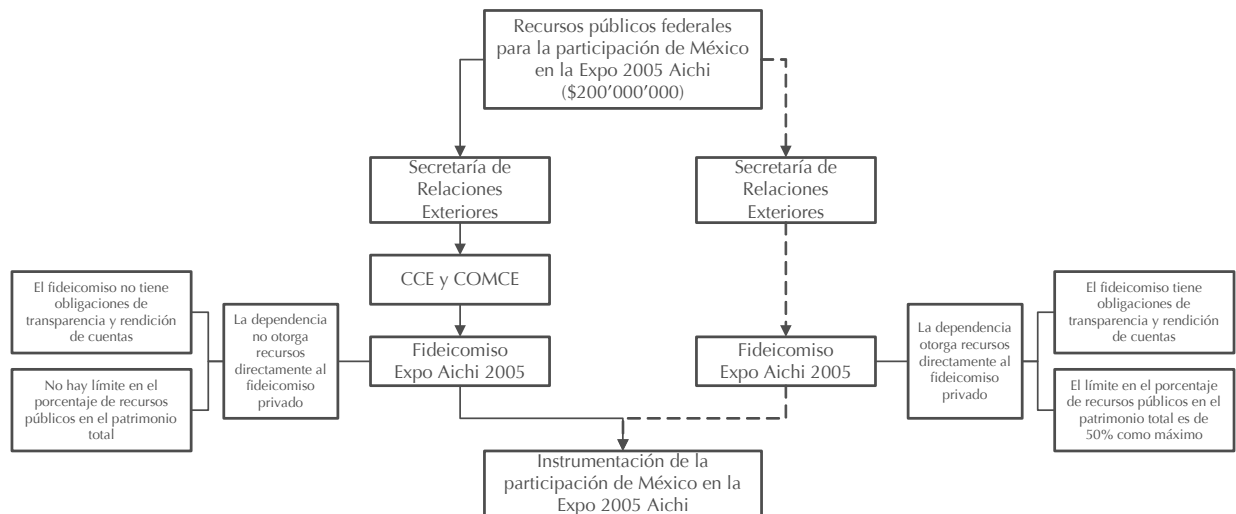 Recursos públicos federales
para la participación de México
en la Expo 2005 Aichi
($200’000’000)
Secretaría de
Relaciones
Exteriores
Secretaría de
Relaciones
Exteriores
CCE y COMCE
El fideicomiso no tiene
obligaciones de
transparencia y rendición
de cuentas
No hay límite en el
porcentaje de recursos
públicos en el patrimonio
total
La dependencia
no otorga
recursos
directamente al
fideicomiso
privado
Fideicomiso
Expo Aichi 2005
Fideicomiso
Expo Aichi 2005
La dependencia
otorga recursos
directamente al
fideicomiso
privado
El fideicomiso tiene
obligaciones de
transparencia y rendición
de cuentas
El límite en el porcentaje
de recursos públicos en el
patrimonio total es de
50% como máximo
Instrumentación de la
participación de México en la
Expo 2005 Aichi